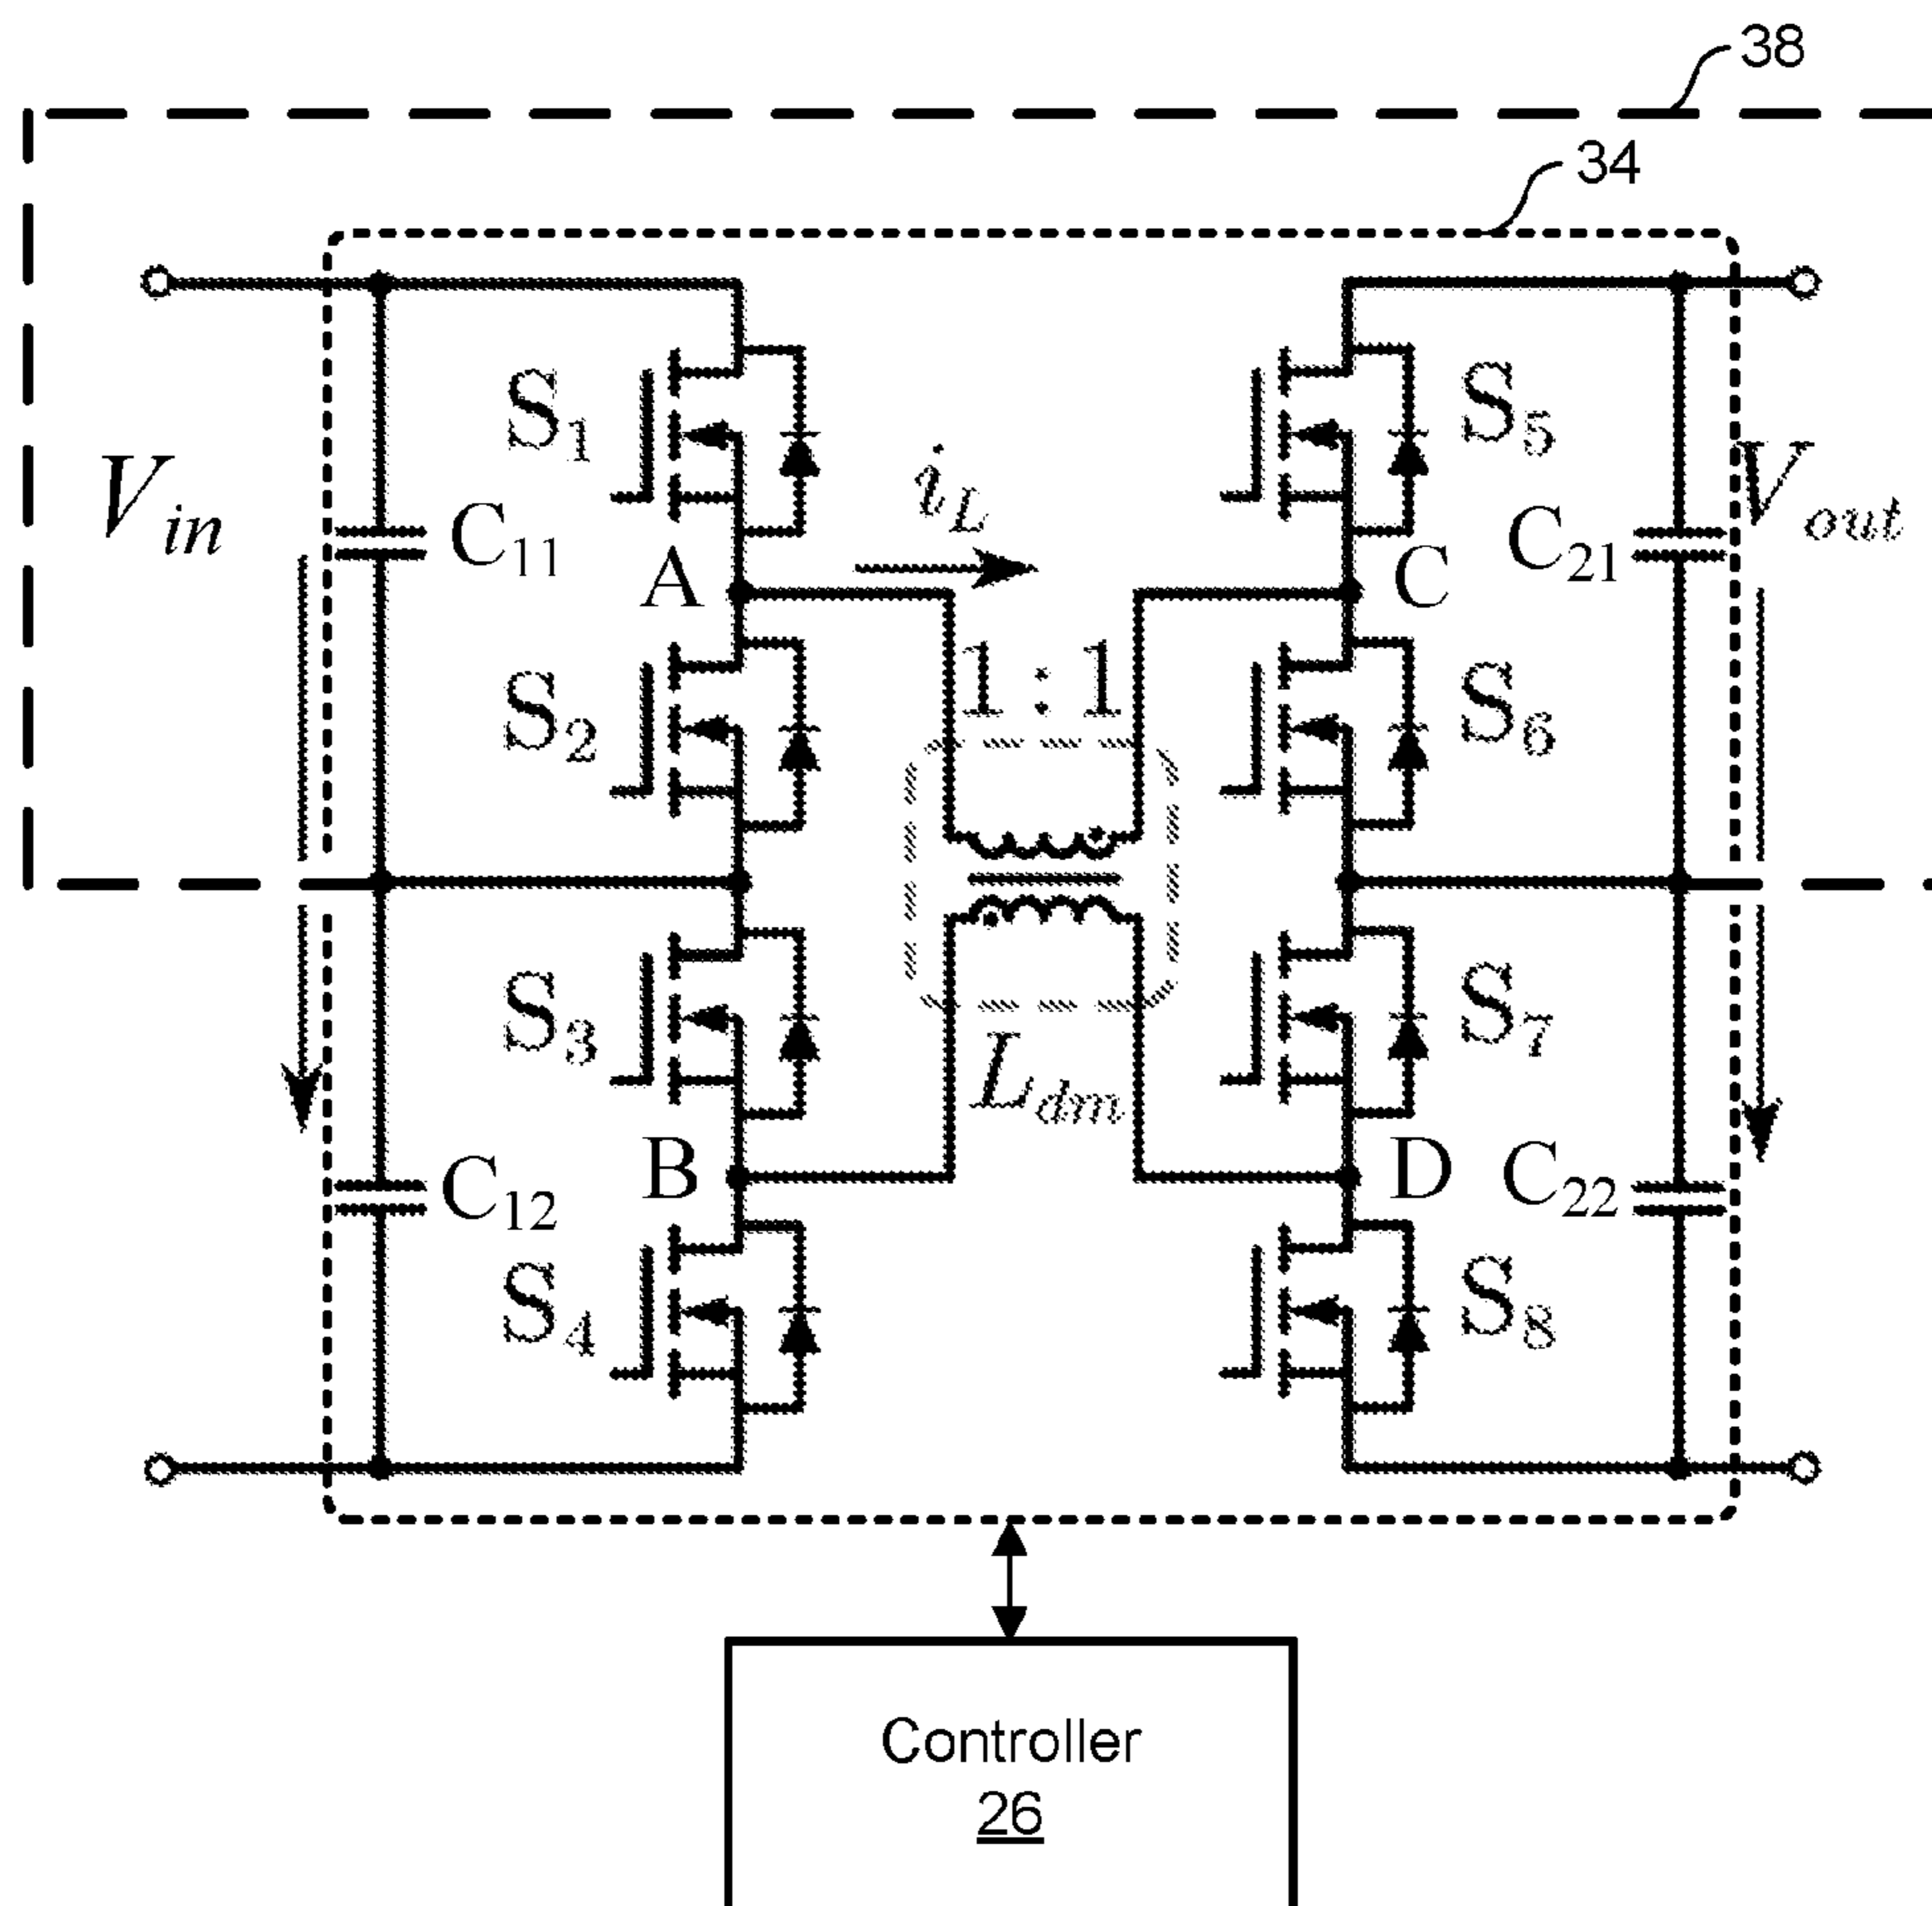 38
34
S1
S5
Vin
iL
Vout
C11
C21
A
C
1 : 1
S2
S6
S3
S7
Ldm
B
D
C12
C22
S4
S8
Controller
26